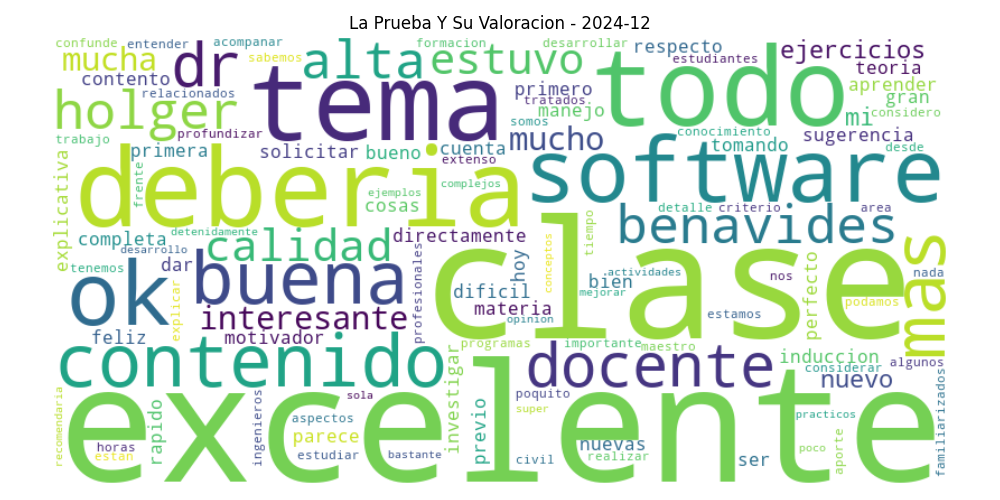 La Prueba Y Su Valoracion - 2024-12
confunde entender acompanar formacion desarrollar respecto ejercicios
mucha dr alta estuvo todo estudiantes
contento sabemos teoria
relacionados tema primero aprender
holger tratados manejo gran
mi considero
trabajo profundizar somos mucho conocimiento sugerencia
primera solicitar bueno cuenta tomando desde
explicativa frente deberia extenso software
ejemplos complejos
cosas detalle criterio area
detenidamente benavides
completa calidad directamente tiempo
desarrollo
tenemos dar buena profesionales hoy conceptos bien actividades nos nada
ok explicar dificil mejorar clase perfecto podamos mas
interesante materia estamos
opinion
feliz motivador programas importante maestro
contenido investigar docente induccion algunos
considerar
nuevo familiarizados
recomendaria excelente sola poquito
rapido ingenieros aspectos previo super practicos
horas parece nuevas poco
estan estudiar bastante civil realizar ser aporte